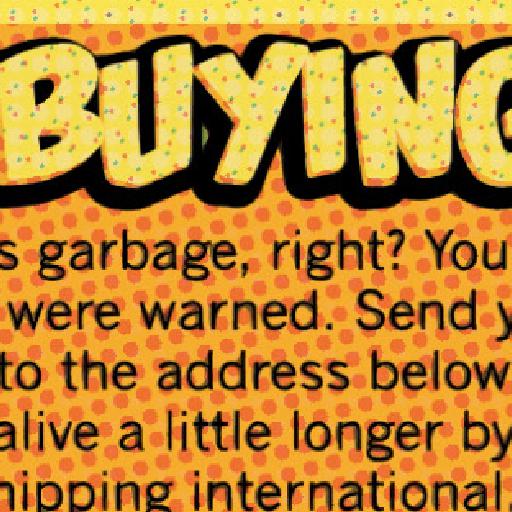 BUYING
s garbage, right? You
were warned. Send y
to the address below
alive a little longer by
hipping international,